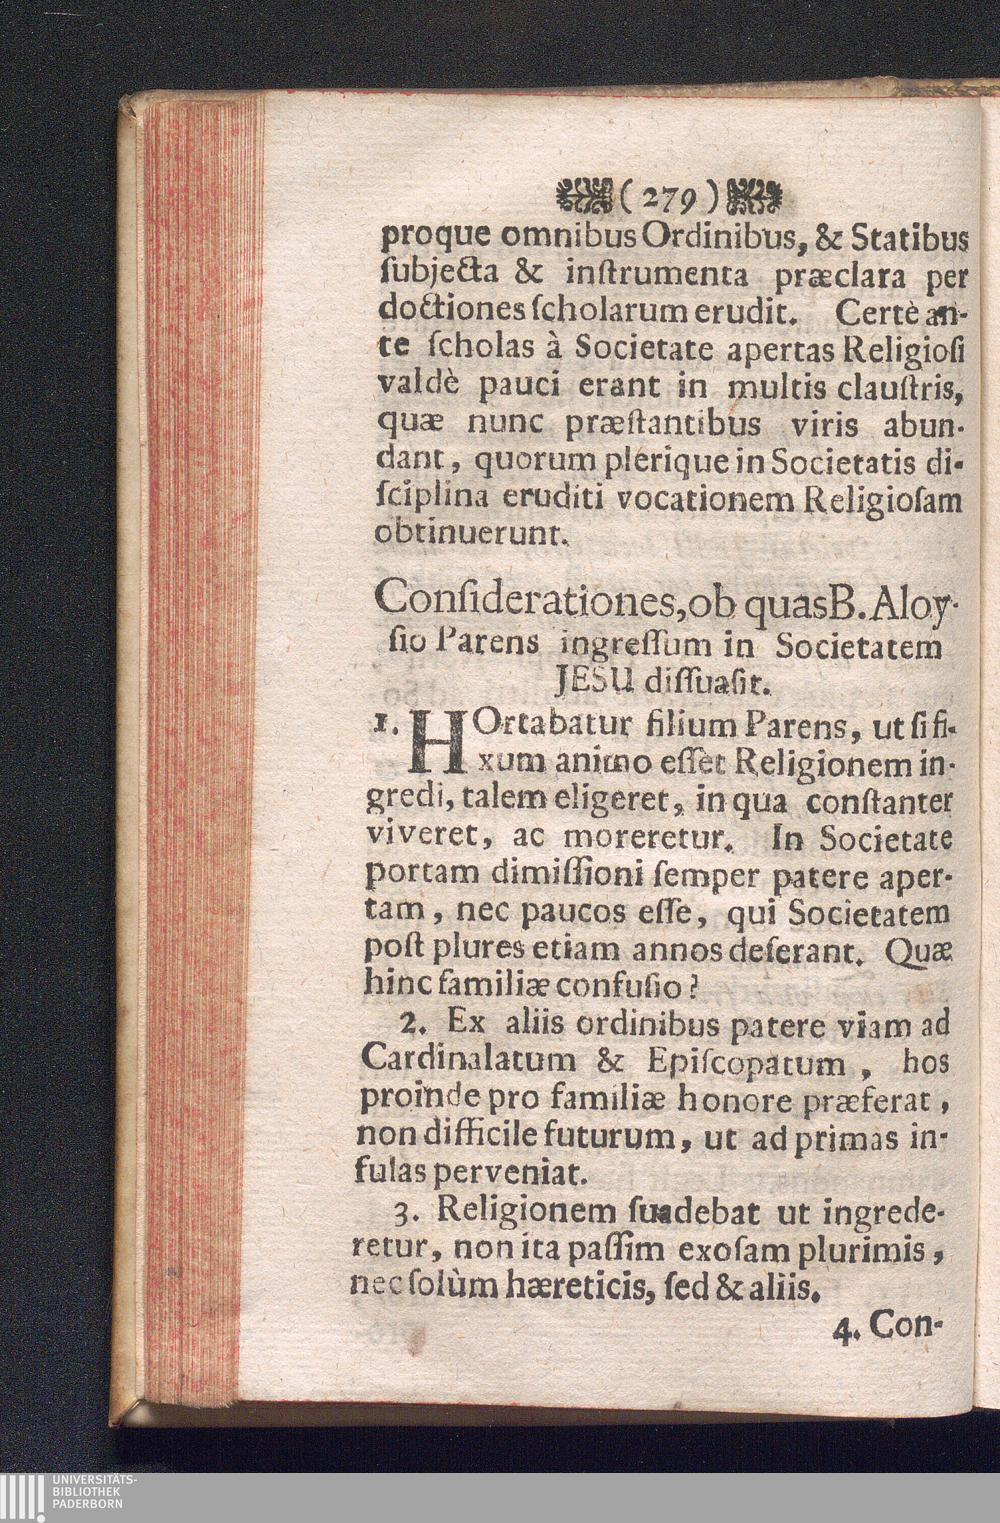 ( 279 )
proque omnibus Ordinibus, & Statibus
ſubjecta & inſtrumenta præclara per
doctiones ſcholarum erudit. Certè an-
te ſcholas à Societate apertas Religioſi
valdè pauci erant in multis clauſtris,
quæ nunc præſtantibus viris abun-
dant, quorum plerique in Societatis di-
ſciplina eruditi vocationem Religioſam
obtinuerunt.
Conſiderationes, ob quas B. Aloy-
ſio Parens ingreſſum in Societatem
JESU diſſuaſit.
1. HOrtabatur filium Parens, ut ſi fi-
xum animo eſſet Religionem in-
gredi, talem eligeret, in qua conſtanter
viveret, ac moreretur. In Societate
portam dimiſſioni ſemper patere aper-
tam, nec paucos eſſe, qui Societatem
poſt plures etiam annos deſerant. Quæ
hinc familiæ confuſio?
2. Ex aliis ordinibus patere viam ad
Cardinalatum & Epiſcopatum, hos
proinde pro familiæ honore præferat,
non difficile futurum, ut ad primas in-
fulas perveniat.
3. Religionem ſuadebat ut ingrede-
retur, non ita paſſim exoſam plurimis,
nec ſolùm hæreticis, ſed & aliis.
4. Con-
UNIVERSITÄTS-
BIBLIOTHEK
PADERBORN